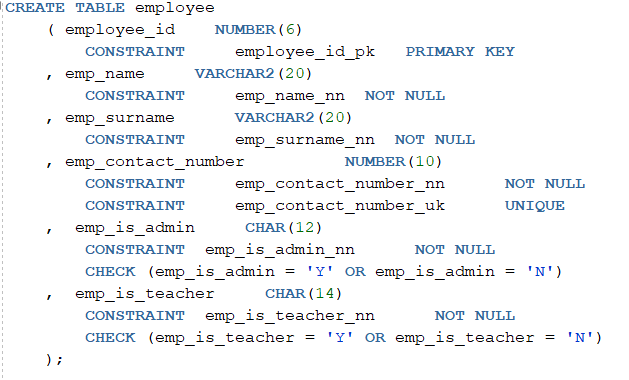 CREATE TABLE employee
( employee_id NUMBER(6)
CONSTRAINT employee_id_pk PRIMARY KEY
, emp_name VARCHAR2(20)
CONSTRAINT emp_name_nn NOT NULL
, emp_surname VARCHAR2(20)
CONSTRAINT emp_surname_nn NOT NULL
, emp_contact_number NUMBER(10)
CONSTRAINT emp_contact_number_nn NOT NULL
CONSTRAINT emp_contact_number_uk UNIQUE
, emp_is_admin CHAR(12)
CONSTRAINT emp_is_admin_nn NOT NULL
CHECK (emp_is_admin = 'Y' OR emp_is_admin = 'N')
, emp_is_teacher CHAR(14)
CONSTRAINT emp_is_teacher_nn NOT NULL
CHECK (emp_is_teacher = 'Y' OR emp_is_teacher = 'N')
);